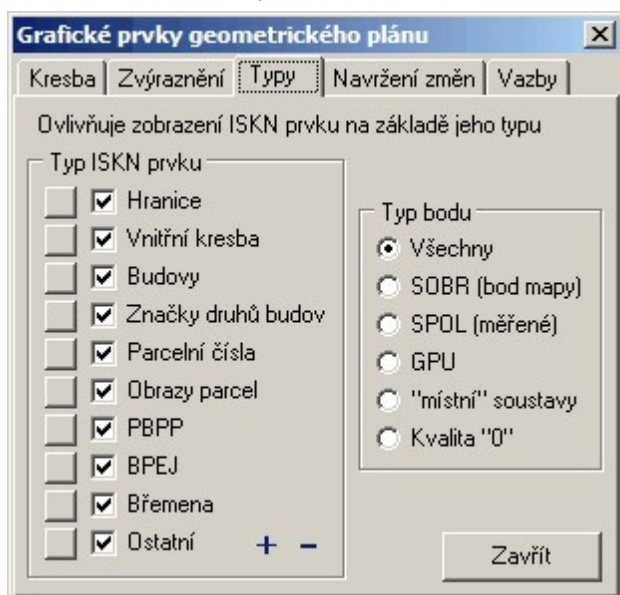 Grafické prvky geometrického plánu
Kresba Zvýraznění Typy Navržení změn Vazby
Ovlivňuje zobrazení ISKN prvku na základě jeho typu
Typ ISKN prvku
Hranice
Vnitřní kresba
Budovy
Značky druhů budov
Parcelní čísla
Obrazy parcel
PBPP
BPEJ
Břemena
Ostatní + -
Typ bodu
Všechny
SOBR (bod mapy)
SPOL (měřené)
GPU
"místní" soustavy
Kvalita "0"
Zavřít